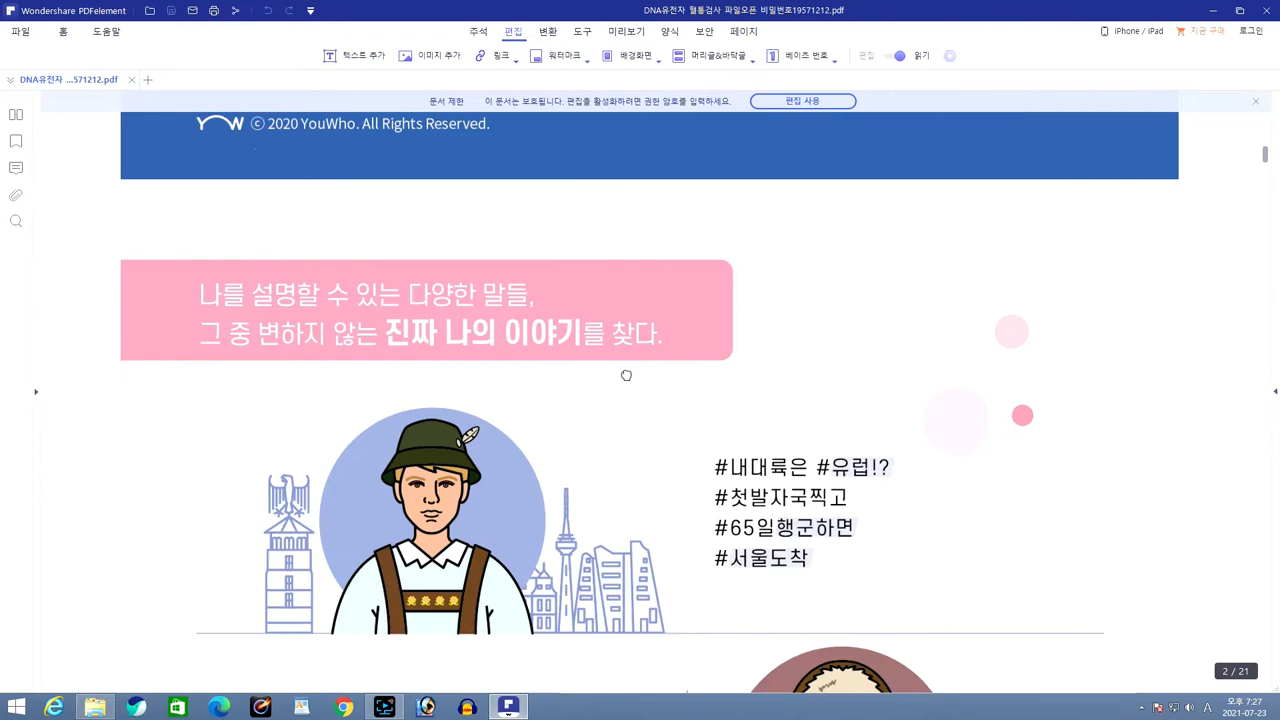 Wondershare PDFelement
DNA유전자 혈통검사 파일오픈 비밀번호19571212.pdf
파일 홈 도움말
주석 편집 변환 도구 미리보기 양식 보안 페이지
iPhone / iPad 지금 구매 로그인
텍스트 추가 이미지 추가 링크 워터마크 배경화면 머리글&바닥글 베이츠 번호 편집 읽기
DNA유전자 ...571212.pdf
문서 제한 이 문서는 보호됩니다. 편집을 활성화하려면 권한 암호를 입력하세요. 편집 사용
YW ⓒ 2020 YouWho. All Rights Reserved.
나를 설명할 수 있는 다양한 말들,
그 중 변하지 않는 진짜 나의 이야기를 찾다.
#내대륙은 #유럽!?
#첫발자국찍고
#65일행군하면
#서울도착
2 / 21
A 오후 7:27
2021-07-23